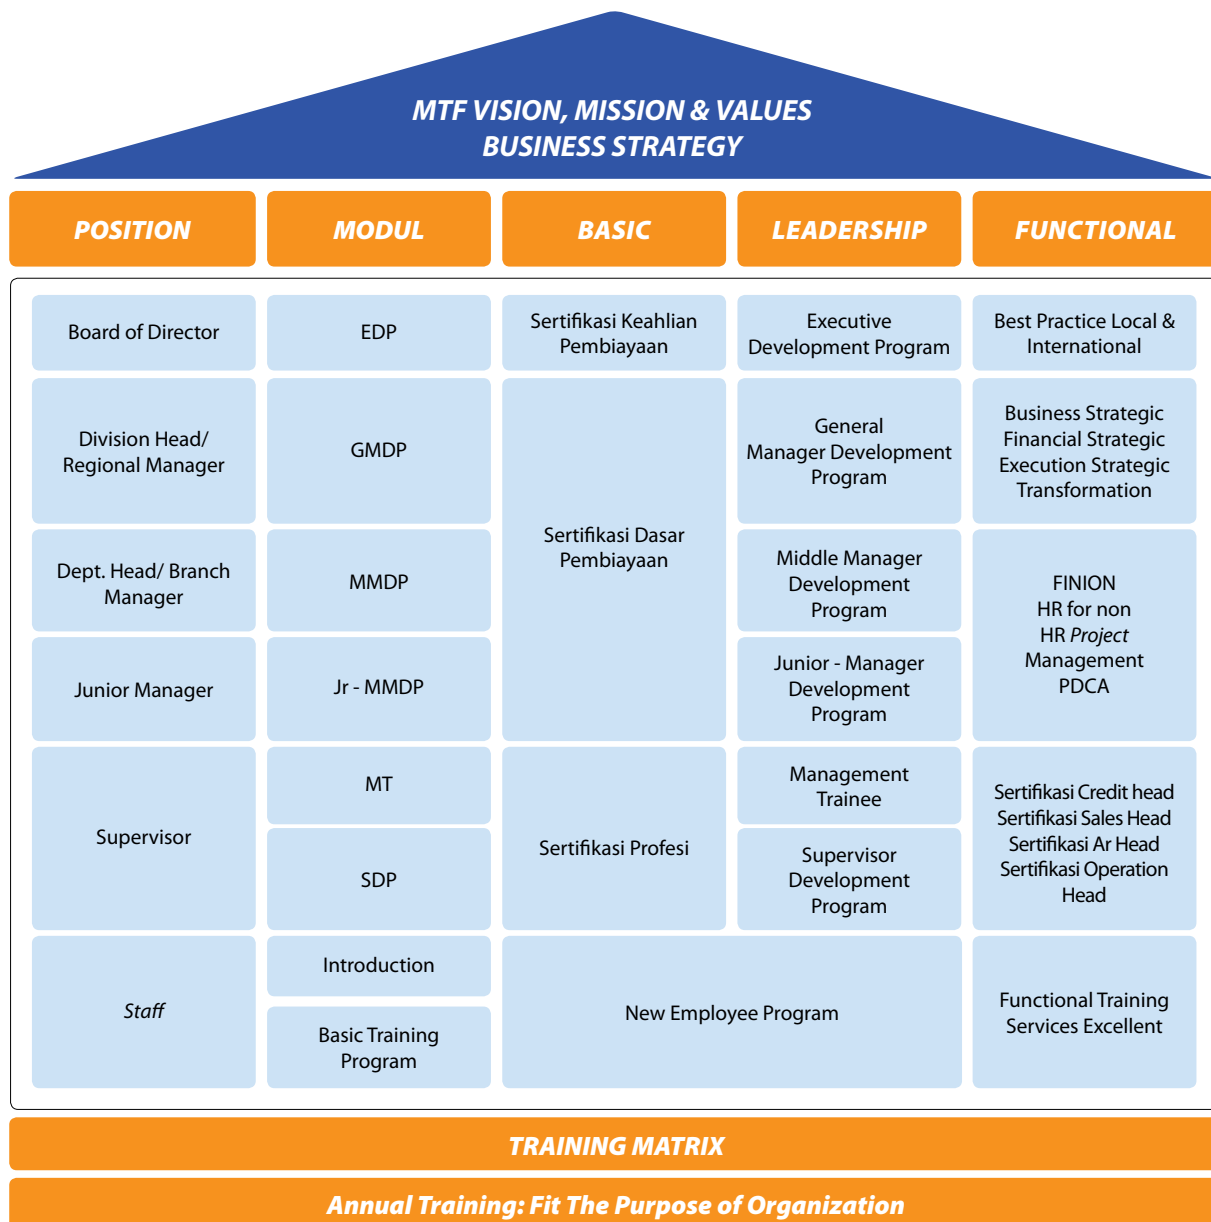 MTF VISION, MISSION & VALUES
BUSINESS STRATEGY
POSITION
MODUL
BASIC
LEADERSHIP
FUNCTIONAL
Board of Director
EDP
Sertifikasi Keahlian
Pembiayaan
Executive
Development Program
Best Practice Local &
International
Division Head/
Regional Manager
GMDP
Sertifikasi Dasar
Pembiayaan
General
Manager Development
Program
Business Strategic
Financial Strategic
Execution Strategic
Transformation
Dept. Head/ Branch
Manager
MMDP
Middle Manager
Development
Program
FINION
HR for non
HR Project
Management
PDCA
Junior Manager
Jr - MMDP
Junior - Manager
Development
Program
Supervisor
MT
Sertifikasi Profesi
Management
Trainee
Sertifikasi Credit head
Sertifikasi Sales Head
Sertifikasi Ar Head
Sertifikasi Operation
Head
SDP
Supervisor
Development
Program
Staff
Introduction
New Employee Program
Functional Training
Services Excellent
Basic Training
Program
TRAINING MATRIX
Annual Training: Fit The Purpose of Organization